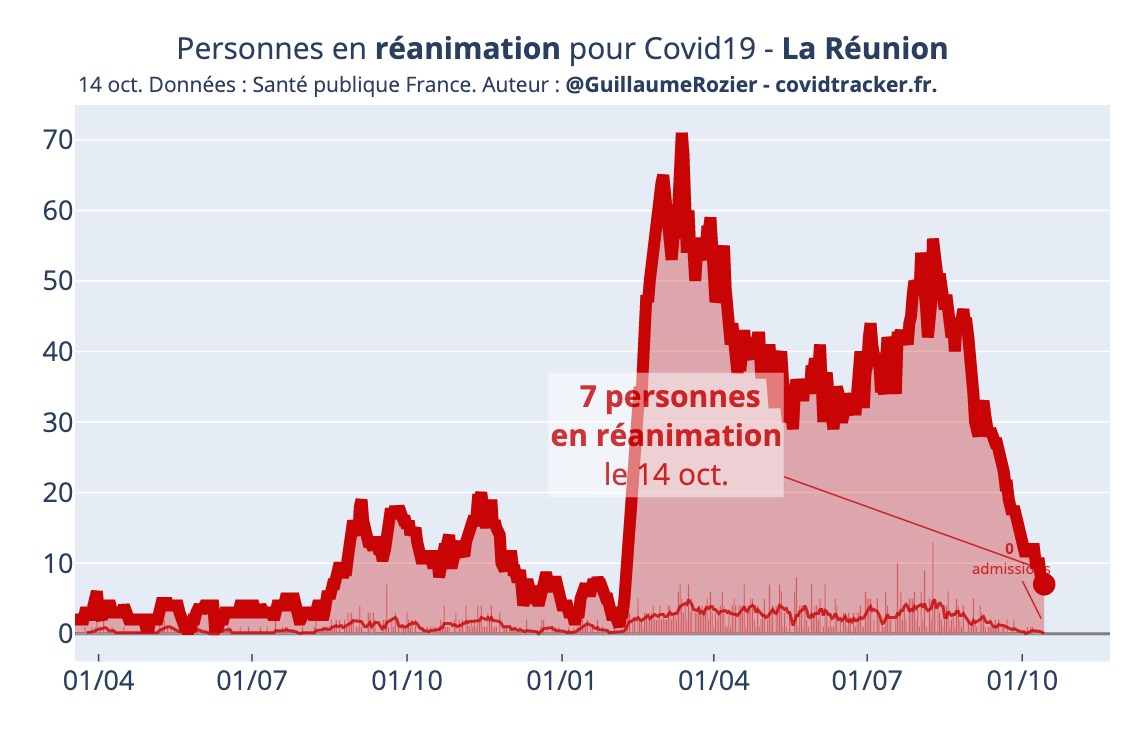 Personnes en réanimation pour Covid19 - La Réunion
14 oct. Données : Santé publique France. Auteur : @GuillaumeRozier - covidtracker.fr.
70
60
50
40
30
20
10
0
7 personnes
en réanimation
le 14 oct.
0
admissions
01/04
01/07
01/10
01/01
01/04
01/07
01/10